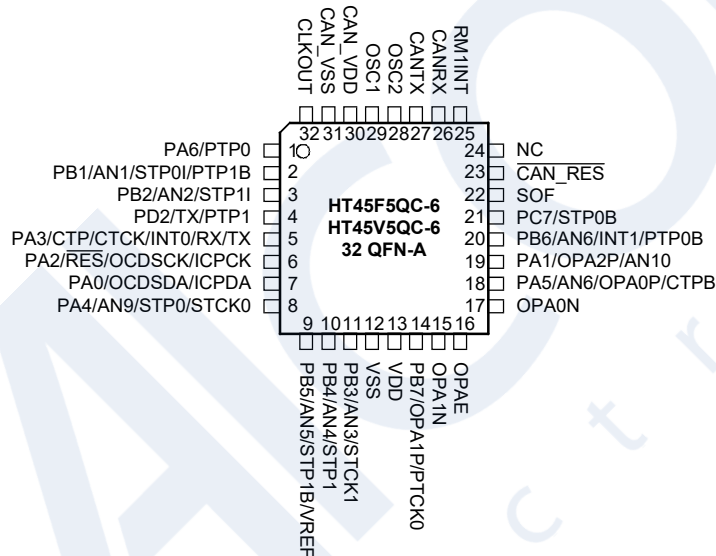 CLKOUT
CAN_VSS
CAN_VDD
OSC1
OSC2
CANTX
CANRX
RM1INT
32 31 30 29 28 27 26 25
PA6/PTP0 1
PB1/AN1/STP0I/PTP1B 2
PB2/AN2/STP1I 3
PD2/TX/PTP1 4
PA3/CTP/CTCK/INT0/RX/TX 5
PA2/RES/OCDSCK/ICPCK 6
PA0/OCDSDA/ICPDA 7
PA4/AN9/STP0/STCK0 8
HT45F5QC-6
HT45V5QC-6
32 QFN-A
24 NC
23 CAN_RES
22 SOF
21 PC7/STP0B
20 PB6/AN6/INT1/PTP0B
19 PA1/OPA2P/AN10
18 PA5/AN6/OPA0P/CTPB
17 OPA0N
9 10 11 12 13 14 15 16
PB5/AN5/STP1B/VREF
PB4/AN4/STP1
PB3/AN3/STCK1
VSS
VDD
PB7/OPA1P/PTCK0
OPA1N
OPAE